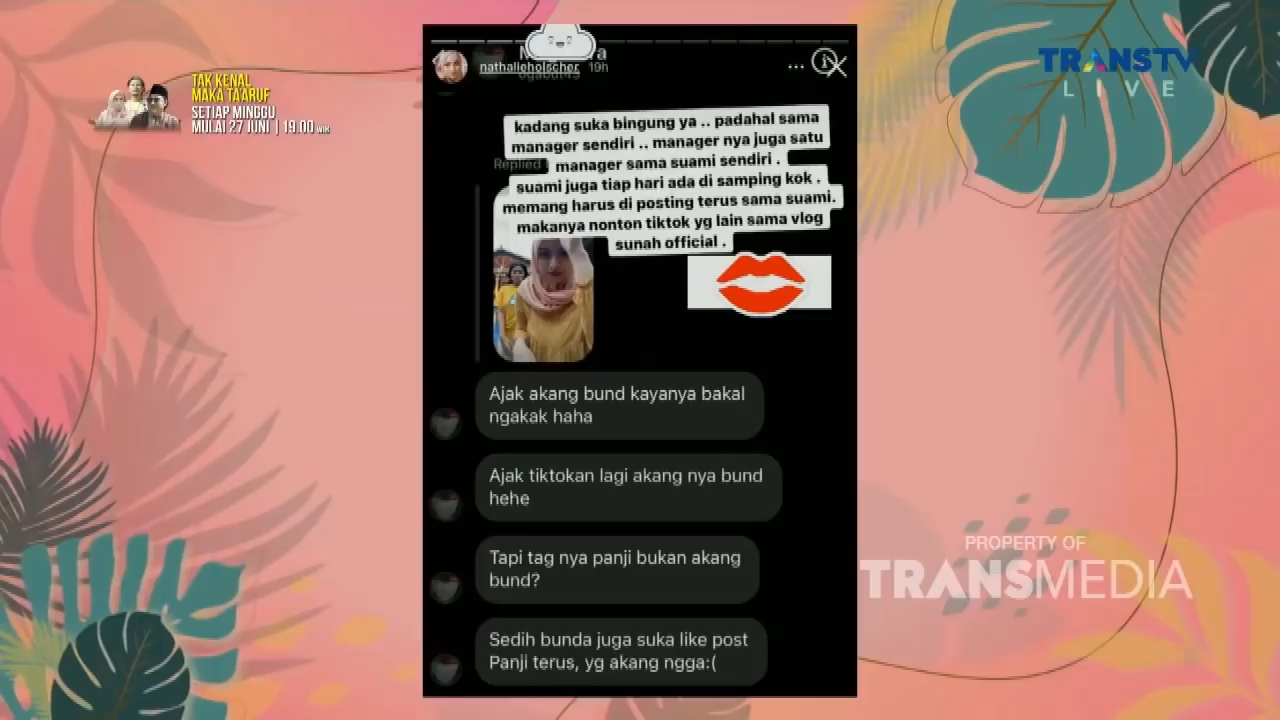 TAK KENAL
MAKA TA'ARUF
SETIAP MINGGU
MULAI 27 JUNI | 19.00 WIB
TRANSTV
LIVE
nathalieholscher 19h
kadang suka bingung ya .. padahal sama
manager sendiri .. manager nya juga satu
manager sama suami sendiri .
suami juga tiap hari ada di samping kok .
memang harus di posting terus sama suami.
makanya nonton tiktok yg lain sama vlog
sunah official .
Replied
Ajak akang bund kayanya bakal
ngakak haha
Ajak tiktokan lagi akang nya bund
hehe
Tapi tag nya panji bukan akang
bund?
Sedih bunda juga suka like post
Panji terus, yg akang ngga:(
PROPERTY OF
TRANSMEDIA